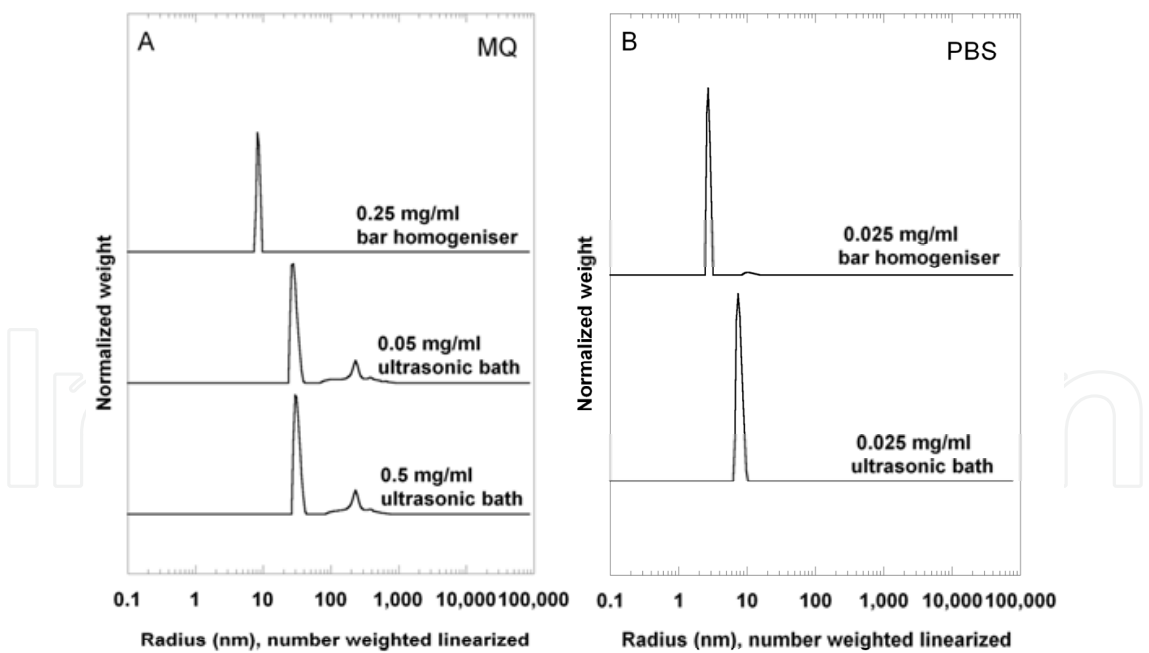 A
MQ
Normalized weight
0.25 mg/ml
bar homogeniser
0.05 mg/ml
ultrasonic bath
0.5 mg/ml
ultrasonic bath
0.1 1 10 100 1,000 10,000 100,000
Radius (nm), number weighted linearized
B
PBS
Normalized weight
0.025 mg/ml
bar homogeniser
0.025 mg/ml
ultrasonic bath
0.1 1 10 100 1,000 10,000 100,000
Radius (nm), number weighted linearized